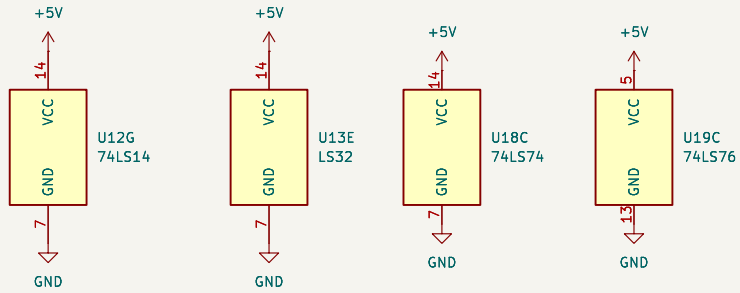 +5V
14
VCC
GND
7
GND
U12G
74LS14
+5V
14
VCC
GND
7
GND
U13E
LS32
+5V
14
VCC
GND
7
GND
U18C
74LS74
+5V
5
VCC
GND
13
GND
U19C
74LS76